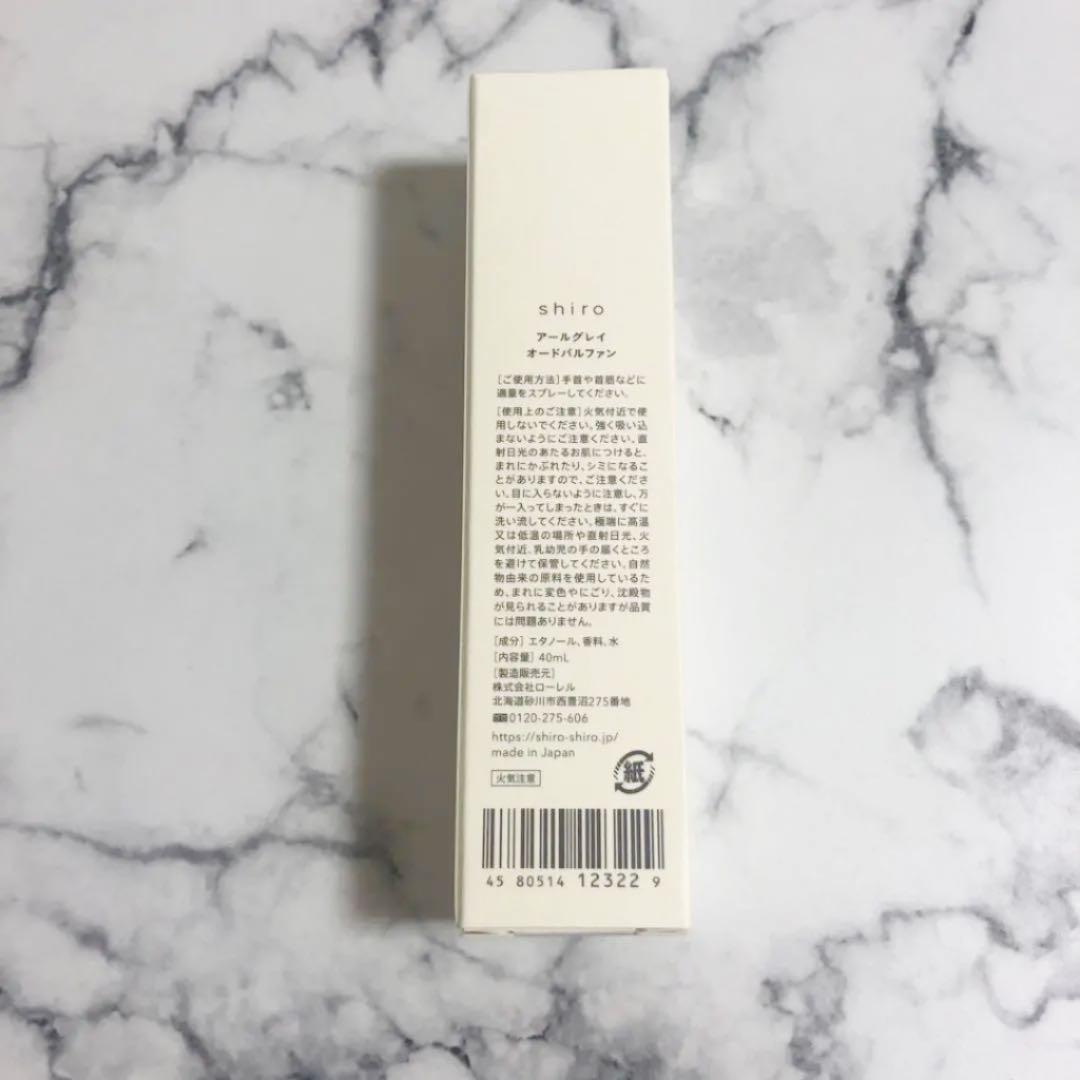 shiro
アールグレイ
オードパルファン
[ご使用方法]手首や首筋などに
適量をスプレーしてください。
[使用上のご注意]火気付近で使
用しないでください。強く吸い込
まないようにご注意ください。直
射日光のあたるお肌につけると、
まれにかぶれたり、シミになるこ
とがありますので、ご注意くださ
い。目に入らないように注意し、万
が一入ってしまったときは、すぐに
洗い流してください。極端に高温
又は低温の場所や直射日光、火
気付近、乳幼児の手の届くところ
を避けて保管してください。自然
物由来の原料を使用しているた
め、まれに変色やにごり、沈殿物
が見られることがありますが品質
には問題ありません。
[成分] エタノール、香料、水
[内容量] 40mL
[製造販売元]
株式会社ローレル
北海道砂川市西豊沼275番地
0120-275-606
https://shiro-shiro.jp/
made in Japan
火気注意
紙
45 80514 12322 9